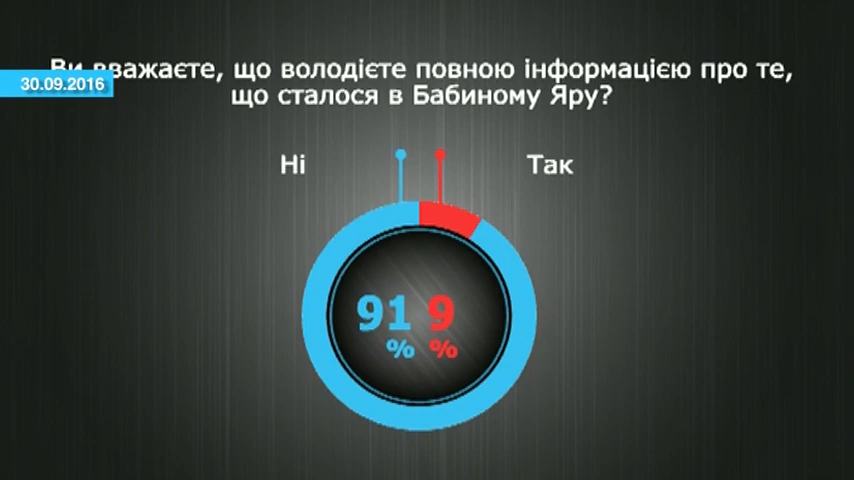 Ви вважаєте, що володієте повною інформацією про те,
30.09.2016
що сталося в Бабиному Яру?
Ні
Так
91 9
% %